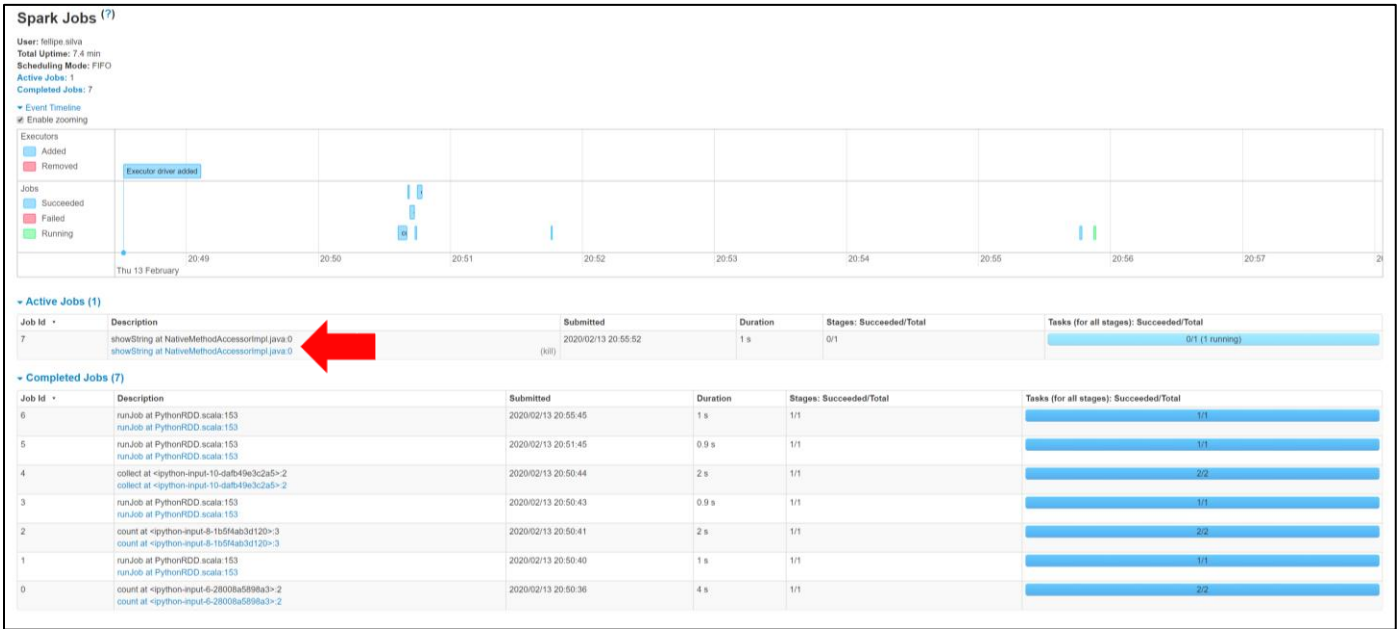 Spark Jobs (?)
User: fellipe.silva
Total Uptime: 7.4 min
Scheduling Mode: FIFO
Active Jobs: 1
Completed Jobs: 7
Event Timeline
Enable zooming
Executors
Added
Removed
Executor driver added
Jobs
Succeeded
Failed
Running
20:49 20:50 20:51 20:52 20:53 20:54 20:55 20:56 20:57
Thu 13 February
Active Jobs (1)
Job Id Description Submitted Duration Stages: Succeeded/Total Tasks (for all stages): Succeeded/Total
7 showString at NativeMethodAccessorImpl.java:0 2020/02/13 20:55:52 1 s 0/1 0/1 (1 running)
showString at NativeMethodAccessorImpl.java:0 (kill)
Completed Jobs (7)
Job Id Description Submitted Duration Stages: Succeeded/Total Tasks (for all stages): Succeeded/Total
6 runJob at PythonRDD.scala:153 2020/02/13 20:55:45 1 s 1/1 1/1
runJob at PythonRDD.scala:153
5 runJob at PythonRDD.scala:153 2020/02/13 20:51:45 0.9 s 1/1 1/1
runJob at PythonRDD.scala:153
4 collect at <ipython-input-10-dafb49e3c2a5>:2 2020/02/13 20:50:44 2 s 1/1 2/2
collect at <ipython-input-10-dafb49e3c2a5>:2
3 runJob at PythonRDD.scala:153 2020/02/13 20:50:43 0.9 s 1/1 1/1
runJob at PythonRDD.scala:153
2 count at <ipython-input-8-1b5f4ab3d120>:3 2020/02/13 20:50:41 2 s 1/1 2/2
count at <ipython-input-8-1b5f4ab3d120>:3
1 runJob at PythonRDD.scala:153 2020/02/13 20:50:40 1 s 1/1 1/1
runJob at PythonRDD.scala:153
0 count at <ipython-input-6-28008a5898a3>:2 2020/02/13 20:50:36 4 s 1/1 2/2
count at <ipython-input-6-28008a5898a3>:2